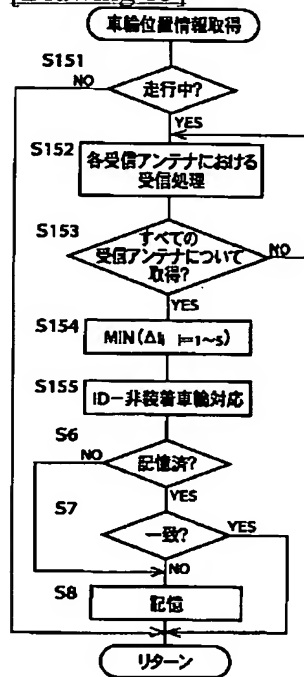 車輪位置情報取得
S151
NO
走行中?
YES
S152
各受信アンテナにおける
受信処理
S153
すべての
受信アンテナについて
取得?
NO
YES
S154
MIN(Δ
i=1~5)
S155
ID-非装着車輪対応
S6
NO
記憶済?
YES
S7
一致?
YES
NO
S8
記憶
リターン